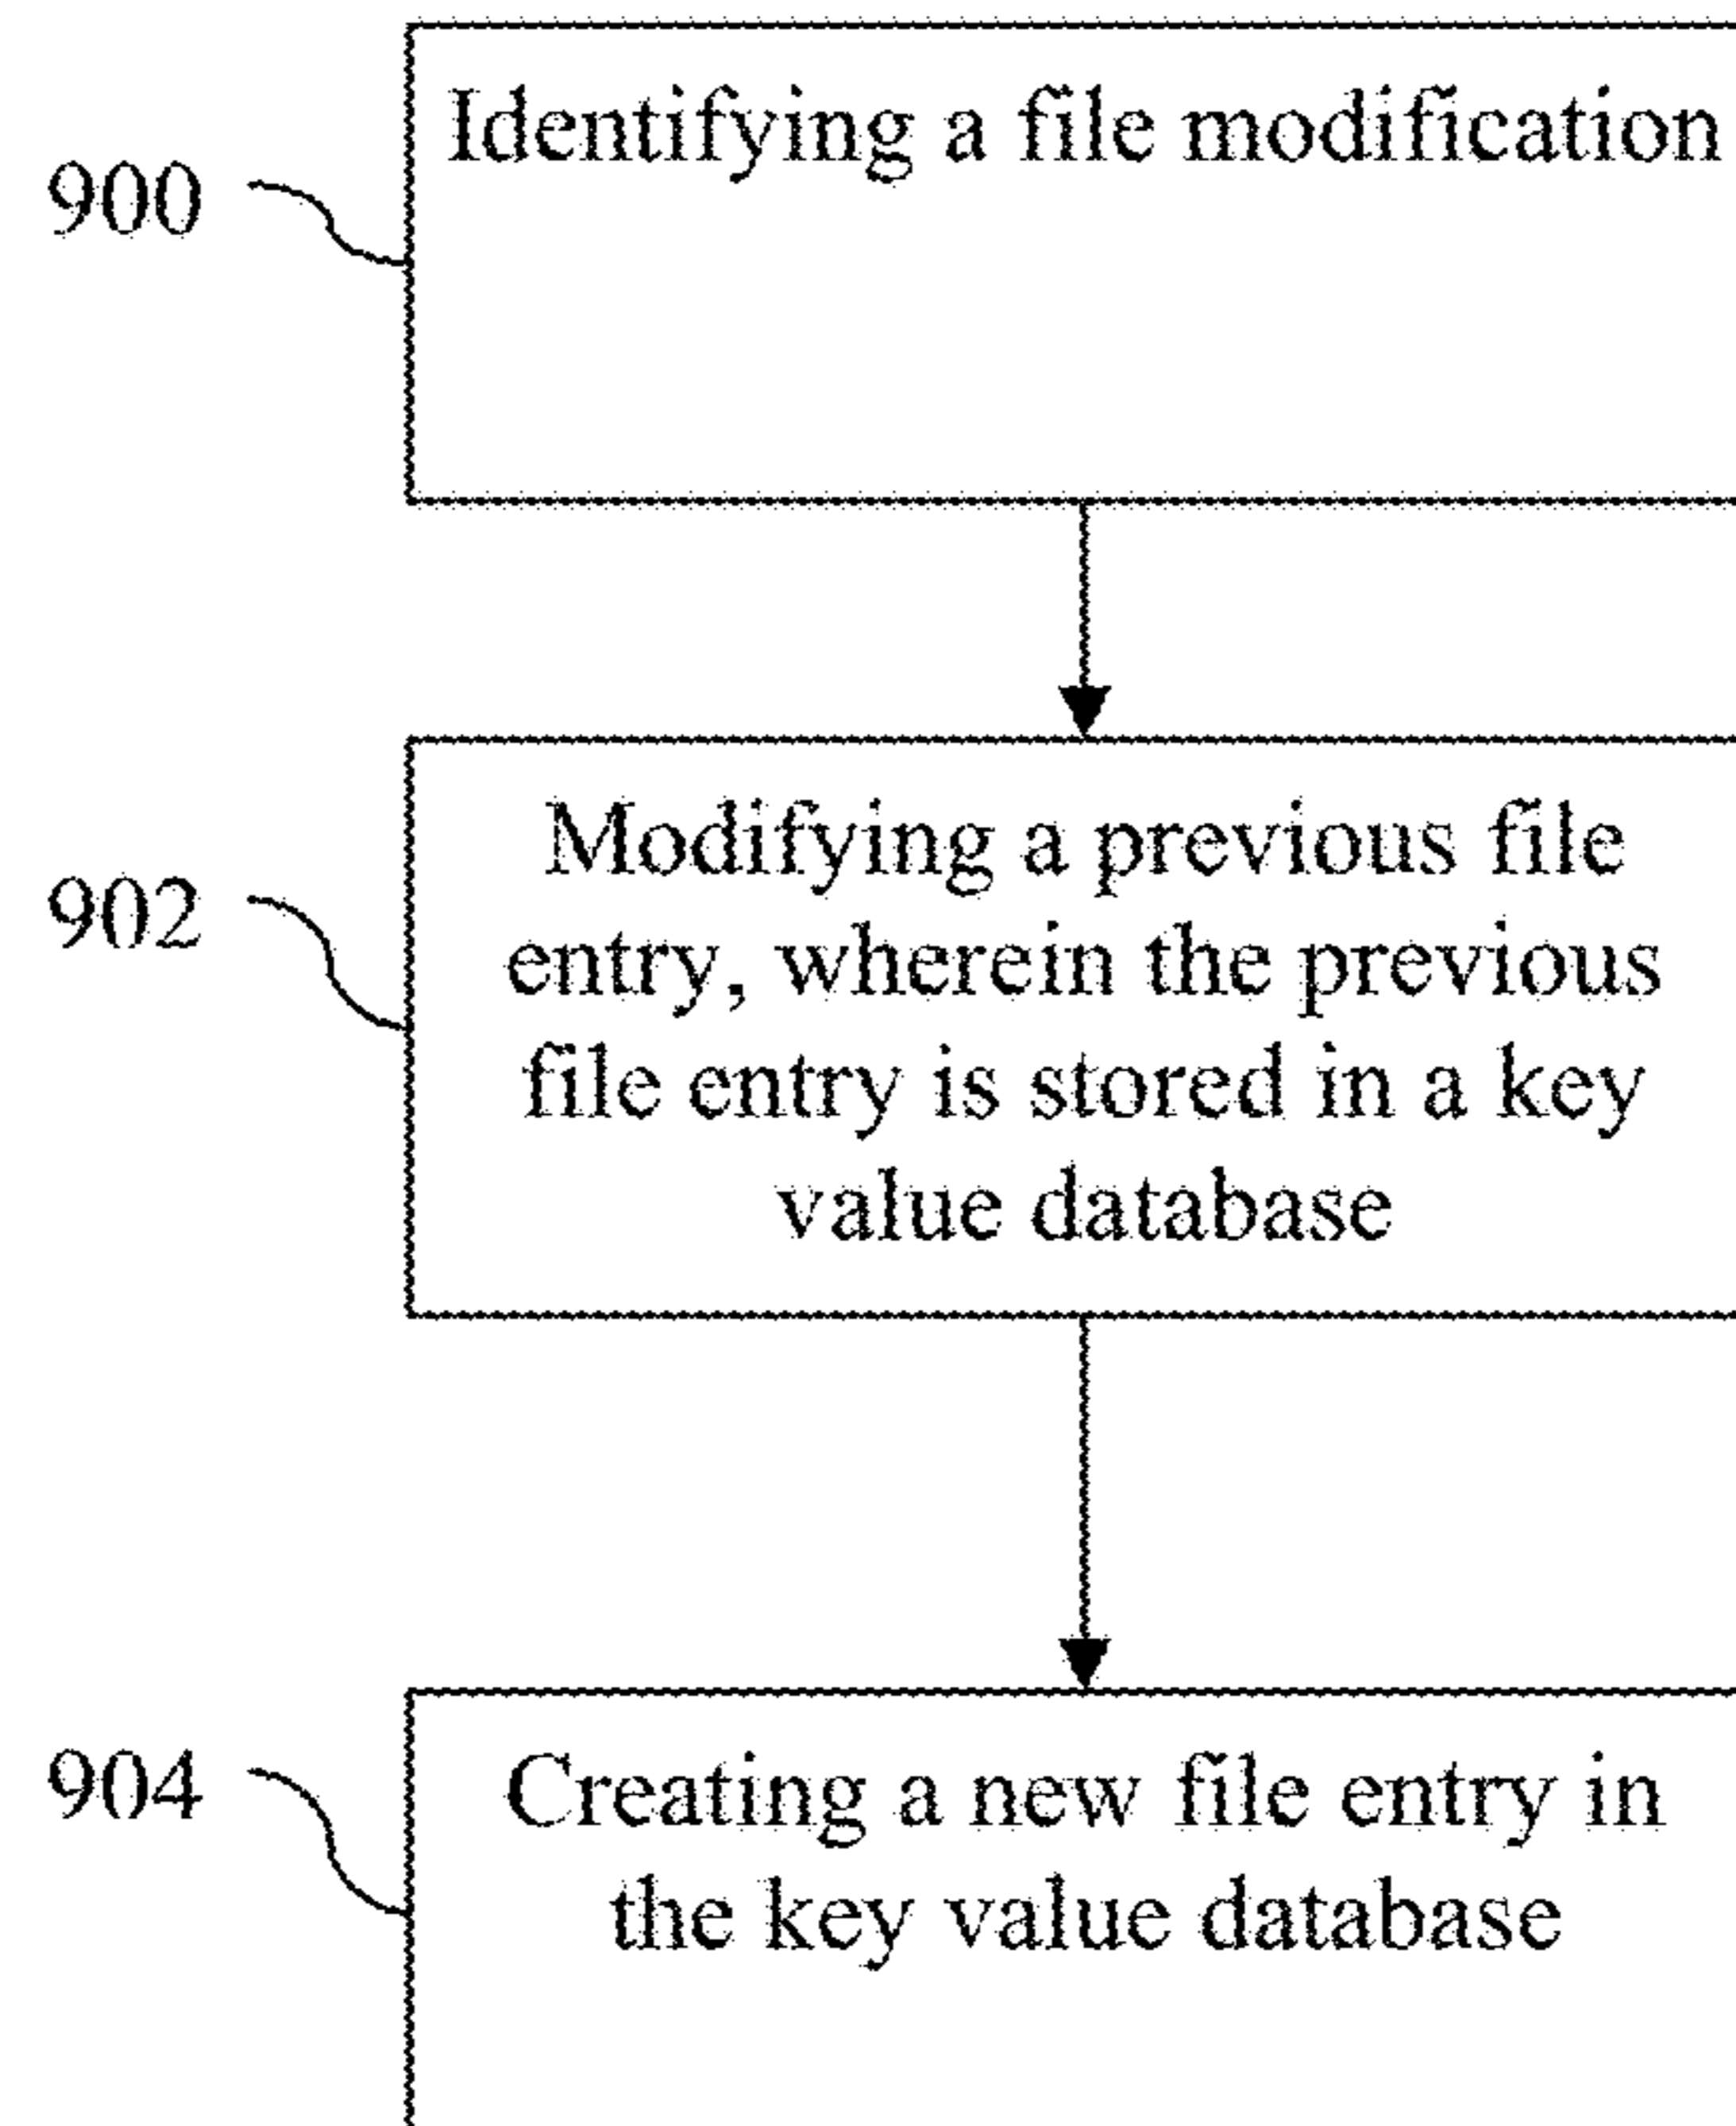 Identifying a file modification
900
Modifying a previous file
902
entry, wherein the previous
file entry is stored in a key
value database
904
Creating a new file entry in
the key value database